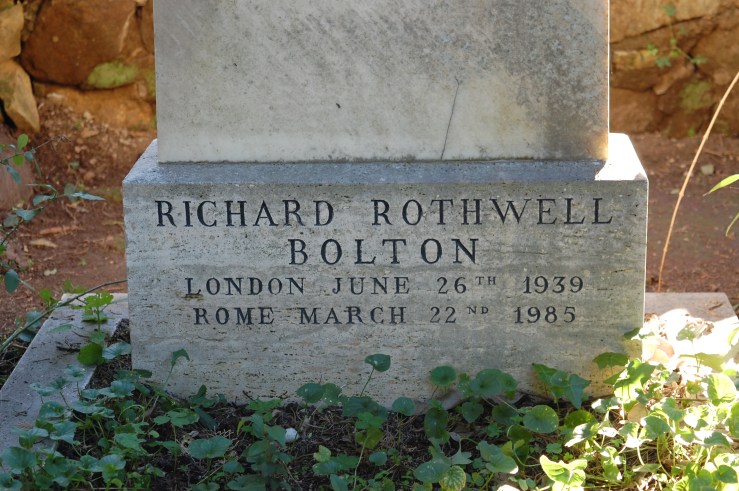 RICHARD ROTHWELL
BOLTON
LONDON JUNE 26TH 1939
ROME MARCH 22ND 1985